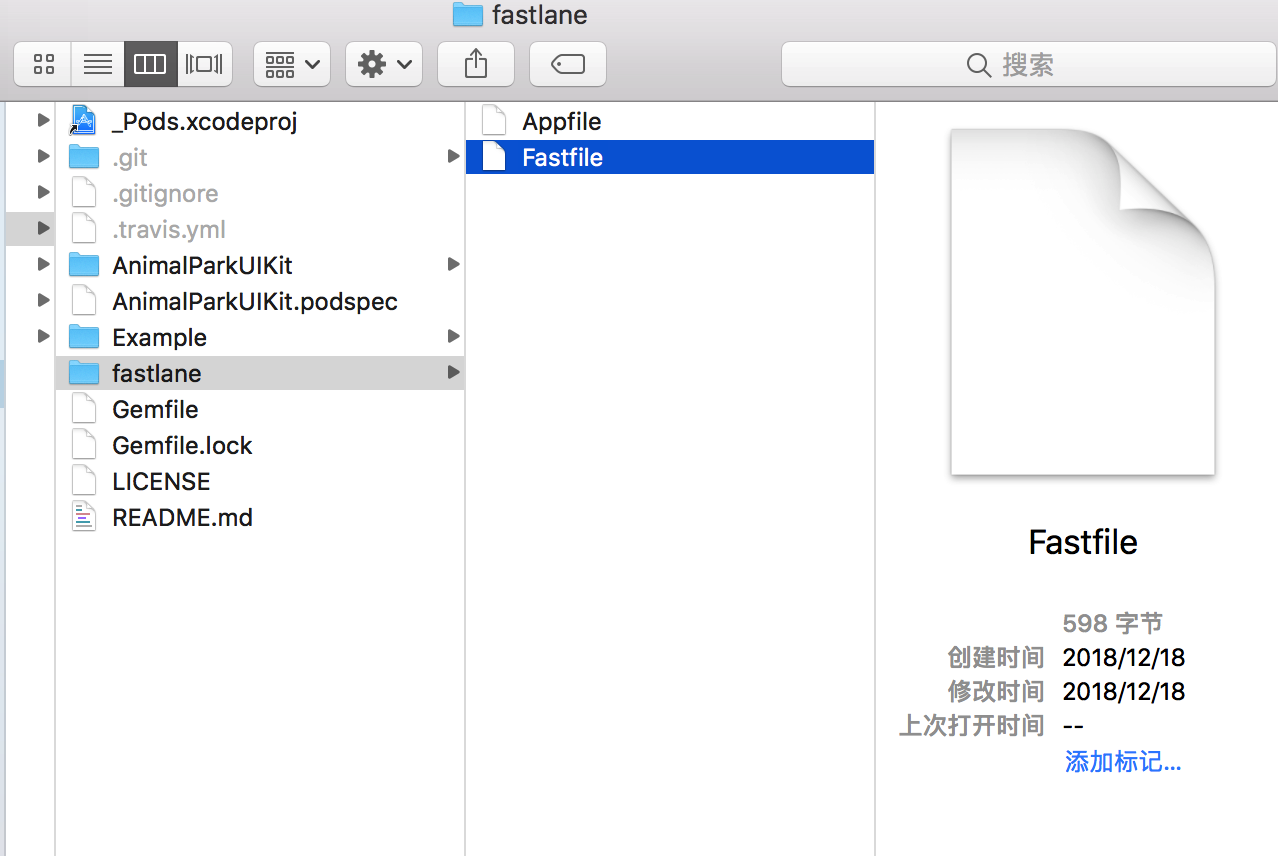 fastlane
搜索
_Pods.xcodeproj
.git
.gitignore
.travis.yml
AnimalParkUIKit
AnimalParkUIKit.podspec
Example
fastlane
Gemfile
Gemfile.lock
LICENSE
README.md
Appfile
Fastfile
Fastfile
598 字节
创建时间 2018/12/18
修改时间 2018/12/18
上次打开时间 --
添加标记...